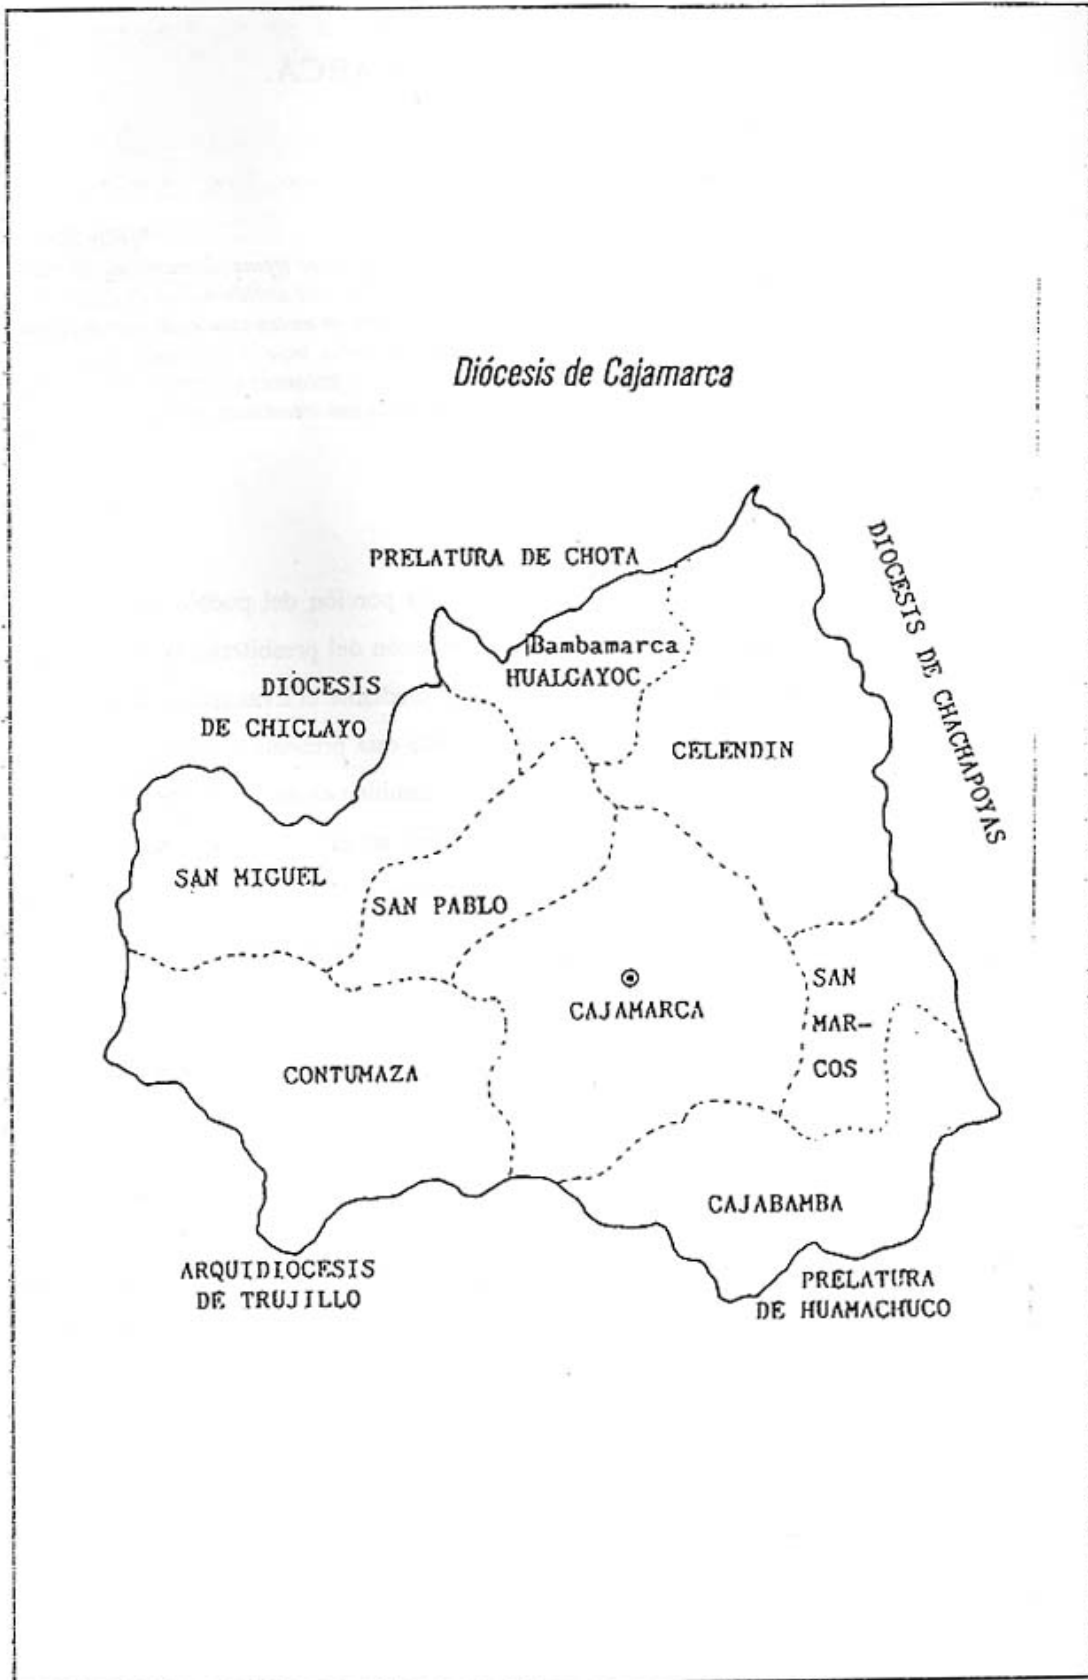 Diócesis de Cajamarca
PRELATURA DE CHOTA
DIOCESIS DE CHACHAPOYAS
Bambamarca
HUALGAYOC
DIOCESIS
DE CHICLAYO
CELENDIN
SAN MIGUEL
SAN PABLO
SAN
MAR-
COS
CAJAMARCA
CONTUMAZA
CAJABAMBA
ARQUIDIOCESIS
DE TRUJILLO
PRELATURA
DE HUAMACHUCO